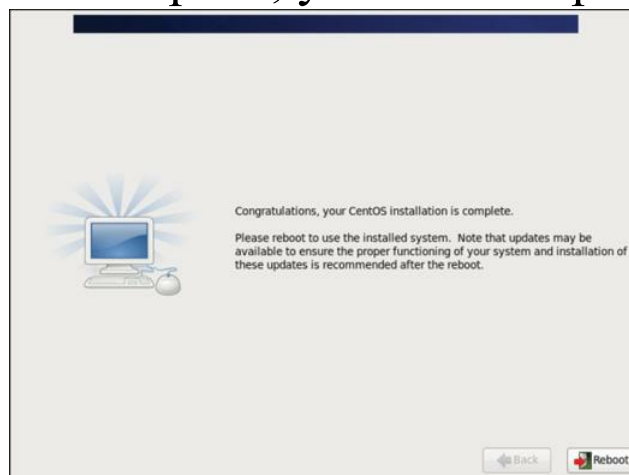 Congratulations, your CentOS installation is complete.
Please reboot to use the installed system. Note that updates may be
available to ensure the proper functioning of your system and installation of
these updates is recommended after the reboot.
Back
Reboot